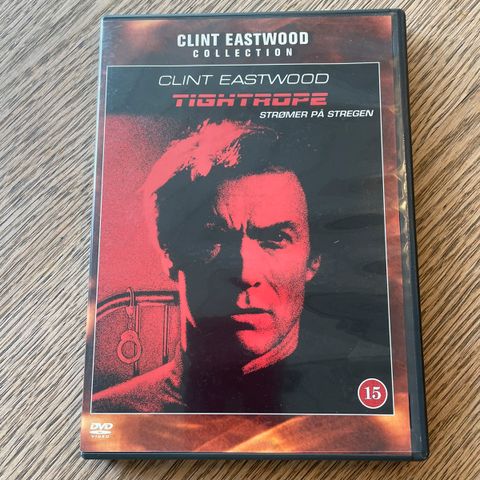 CLINT EASTWOOD
COLLECTION
CLINT EASTWOOD
TIGHTROPE
STRØMER PÅ STREGEN
15
DVD
VIDEO